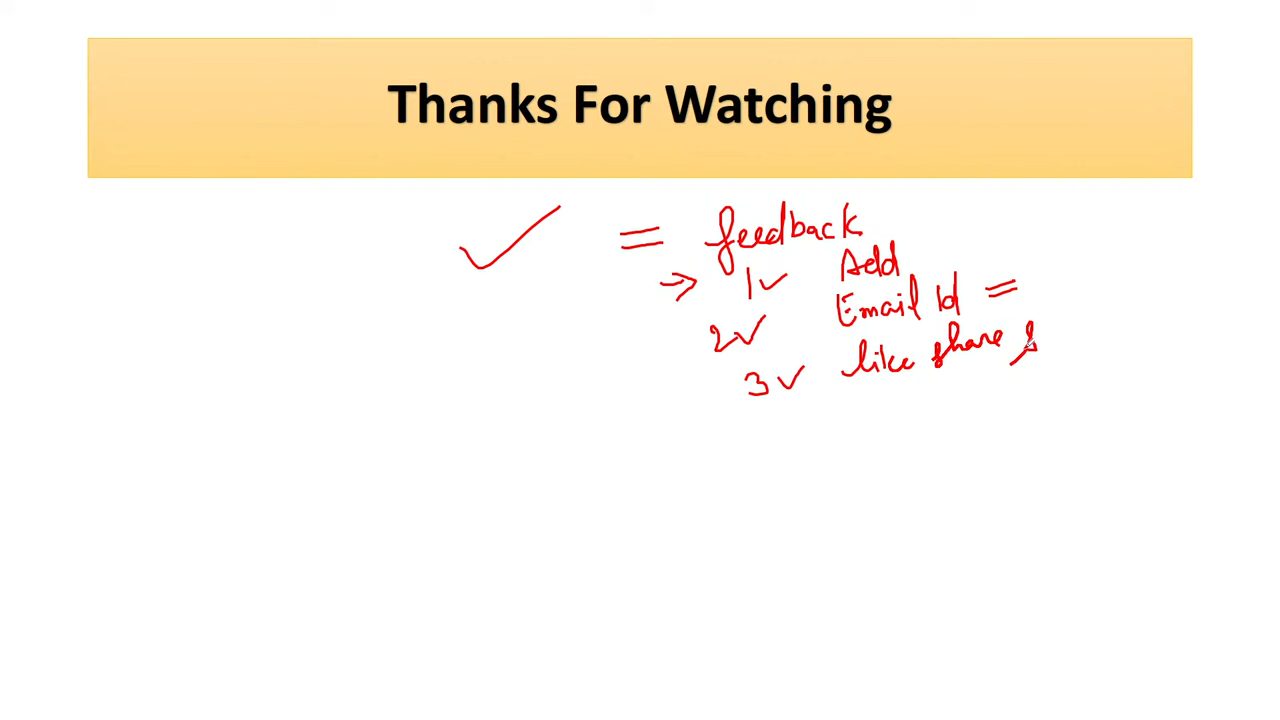 Thanks For Watching
= feedback
→ 1 ✓ Add
Email Id =
2 ✓
like share
3 ✓